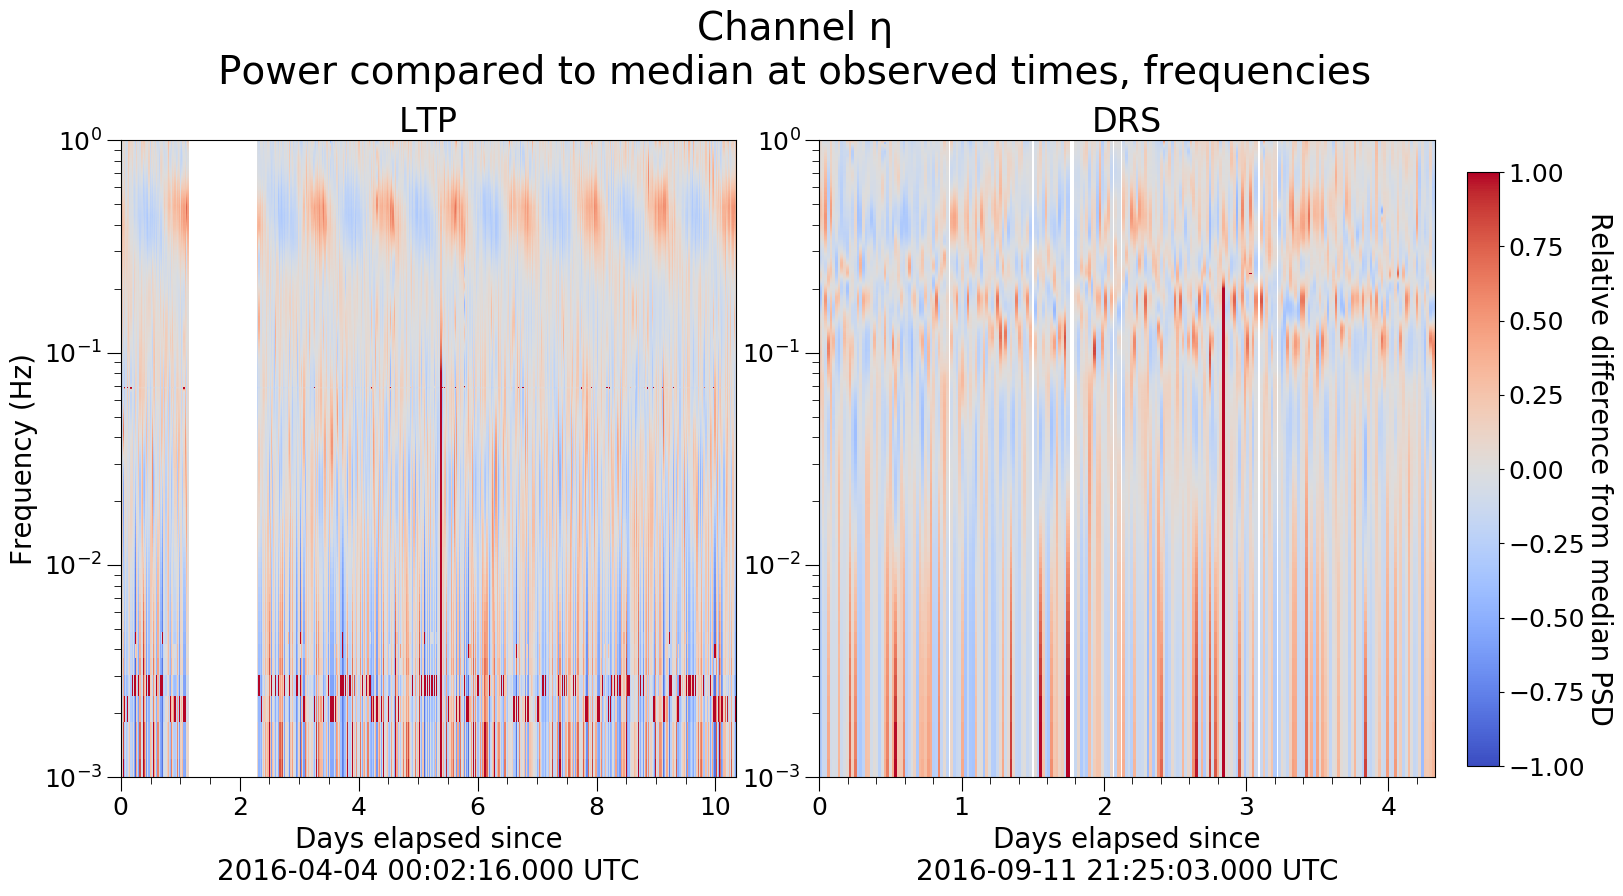 Channel η
Power compared to median at observed times, frequencies
LTP
DRS
Frequency (Hz)
10⁰
10⁻¹
10⁻²
10⁻³
0
2
4
6
8
10
Days elapsed since
2016-04-04 00:02:16.000 UTC
10⁰
10⁻¹
10⁻²
10⁻³
0
1
2
3
4
Days elapsed since
2016-09-11 21:25:03.000 UTC
1.00
0.75
0.50
0.25
0.00
−0.25
−0.50
−0.75
−1.00
Relative difference from median PSD